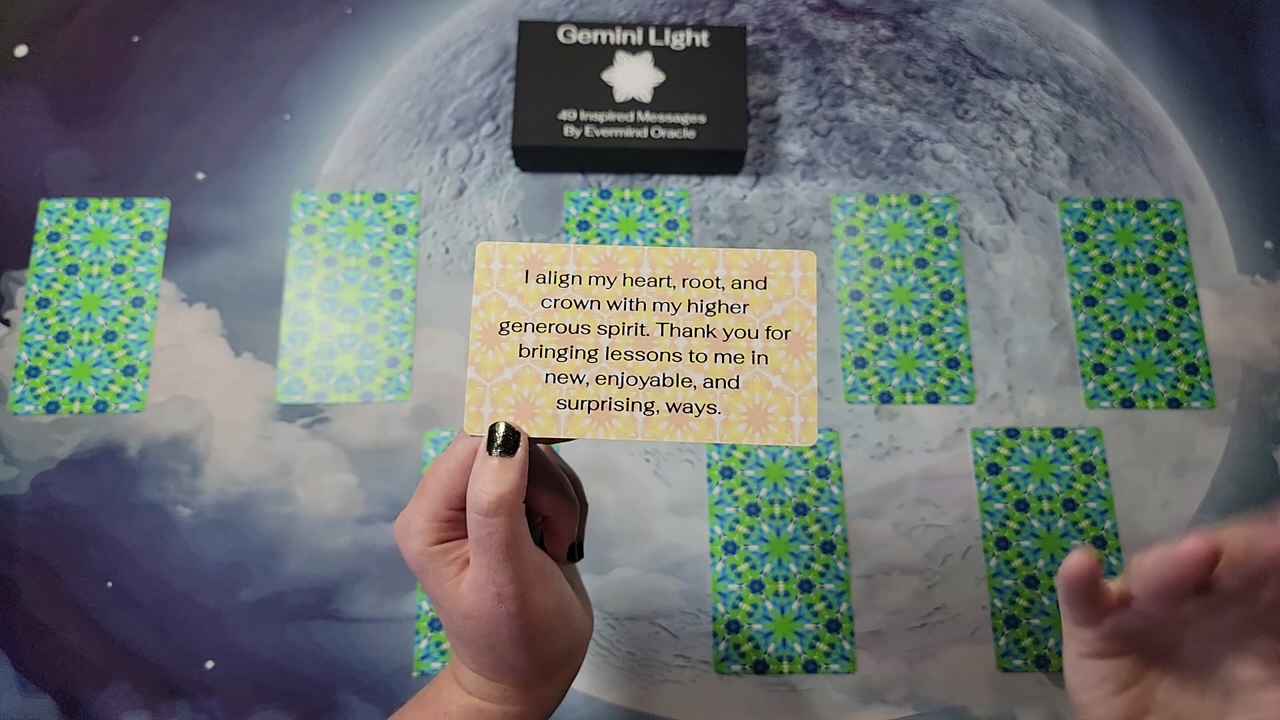 Gemini Light
49 Inspired Messages
By Evermind Oracle
I align my heart, root, and
crown with my higher
generous spirit. Thank you for
bringing lessons to me in
new, enjoyable, and
surprising, ways.